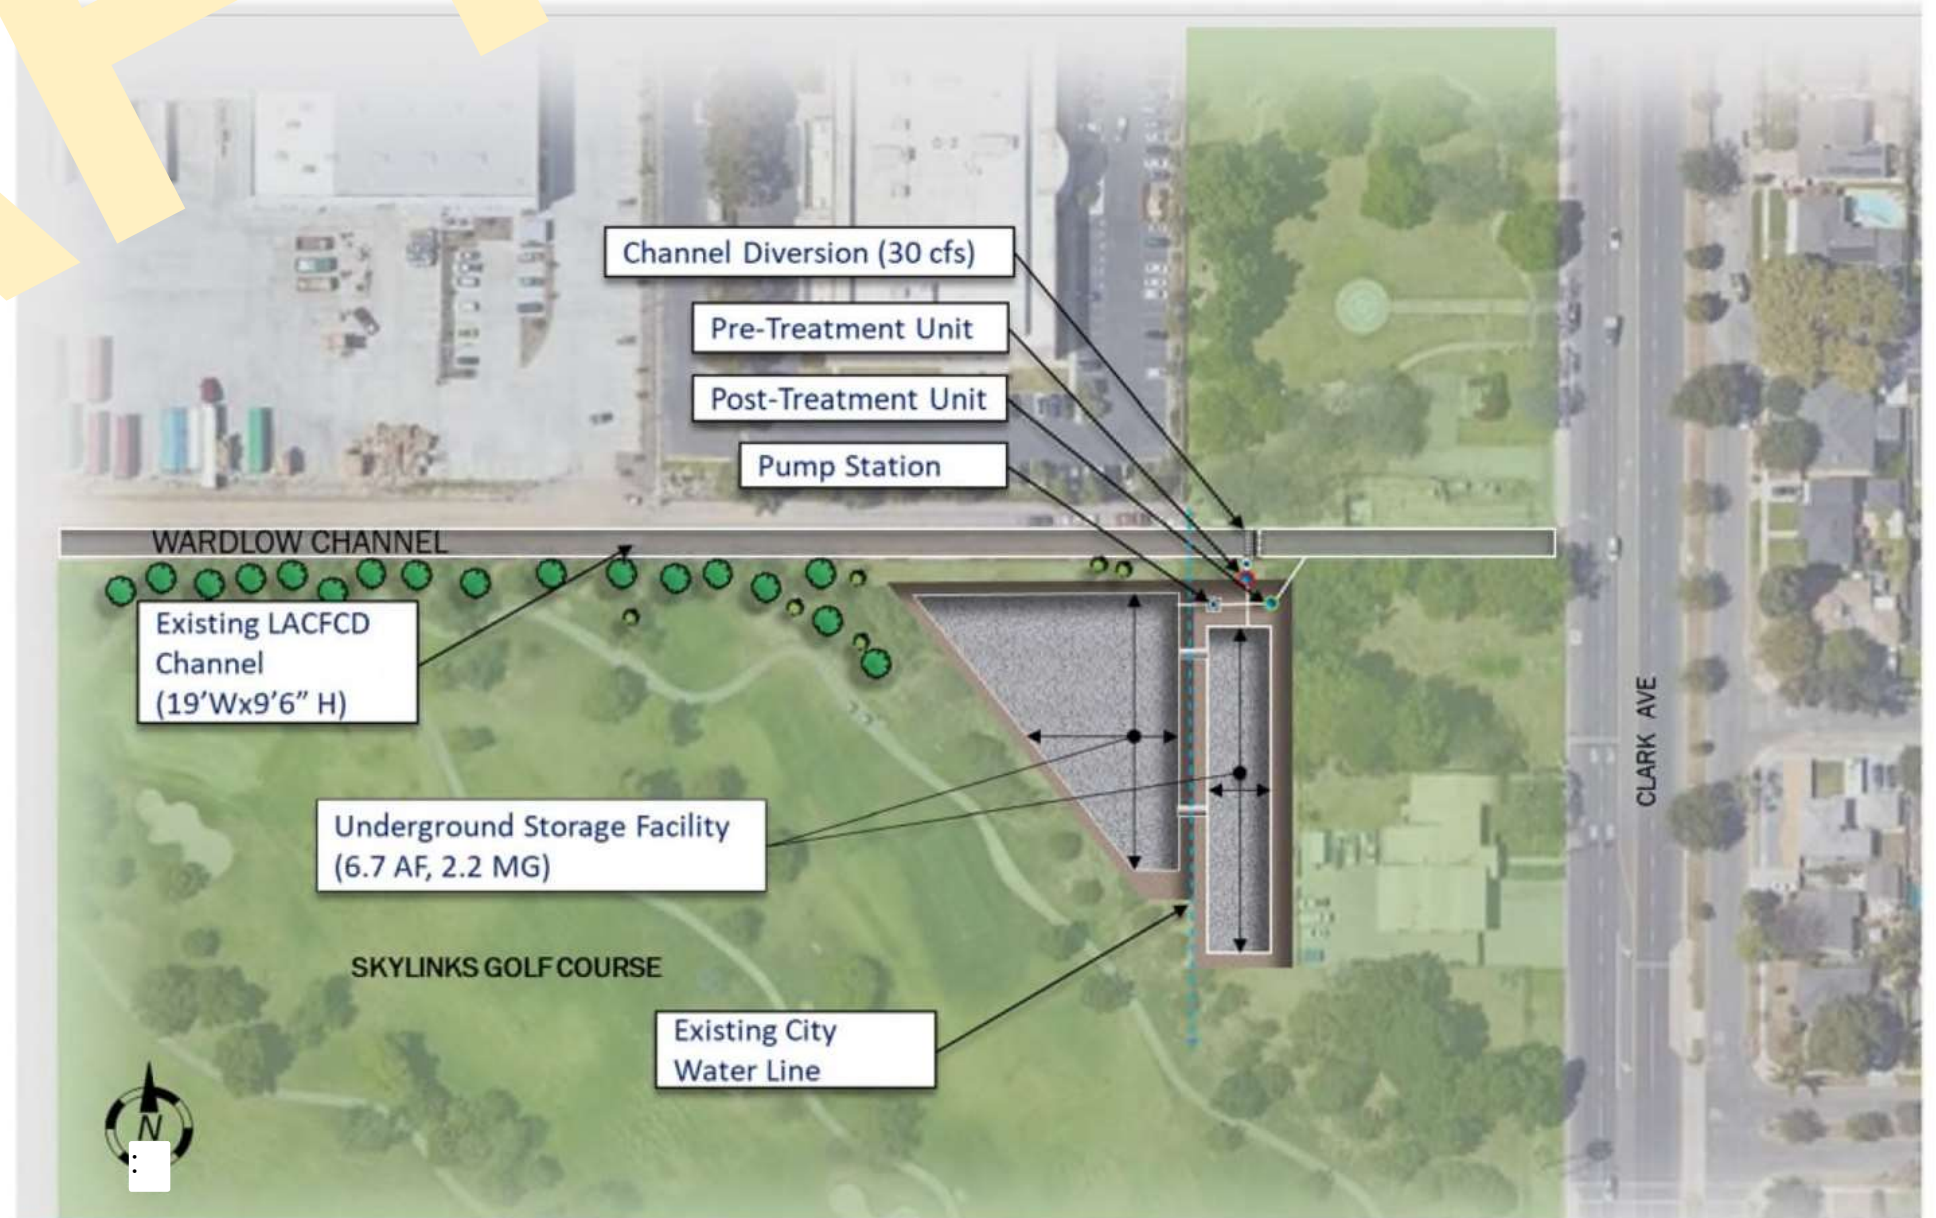 Channel Diversion (30 cfs)
Pre-Treatment Unit
Post-Treatment Unit
Pump Station
WARDLOW CHANNEL
Existing LACFCD
Channel
(19’Wx9’6” H)
CLARK AVE
Underground Storage Facility
(6.7 AF, 2.2 MG)
SKYLINKS GOLF COURSE
Existing City
Water Line
N
: